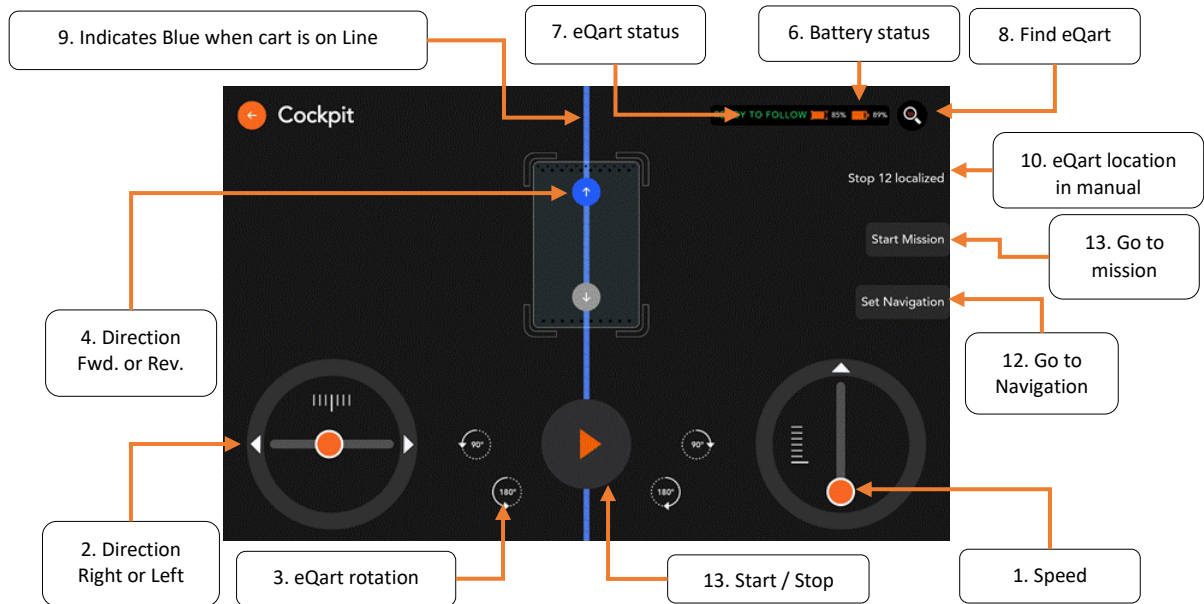 9. Indicates Blue when cart is on Line
7. eQart status
6. Battery status
8. Find eQart
Cockpit
READY TO FOLLOW 85% 89%
10. eQart location
in manual
Stop 12 localized
Start Mission
13. Go to
mission
Set Navigation
4. Direction
Fwd. or Rev.
12. Go to
Navigation
90°
90°
180°
180°
2. Direction
Right or Left
3. eQart rotation
13. Start / Stop
1. Speed